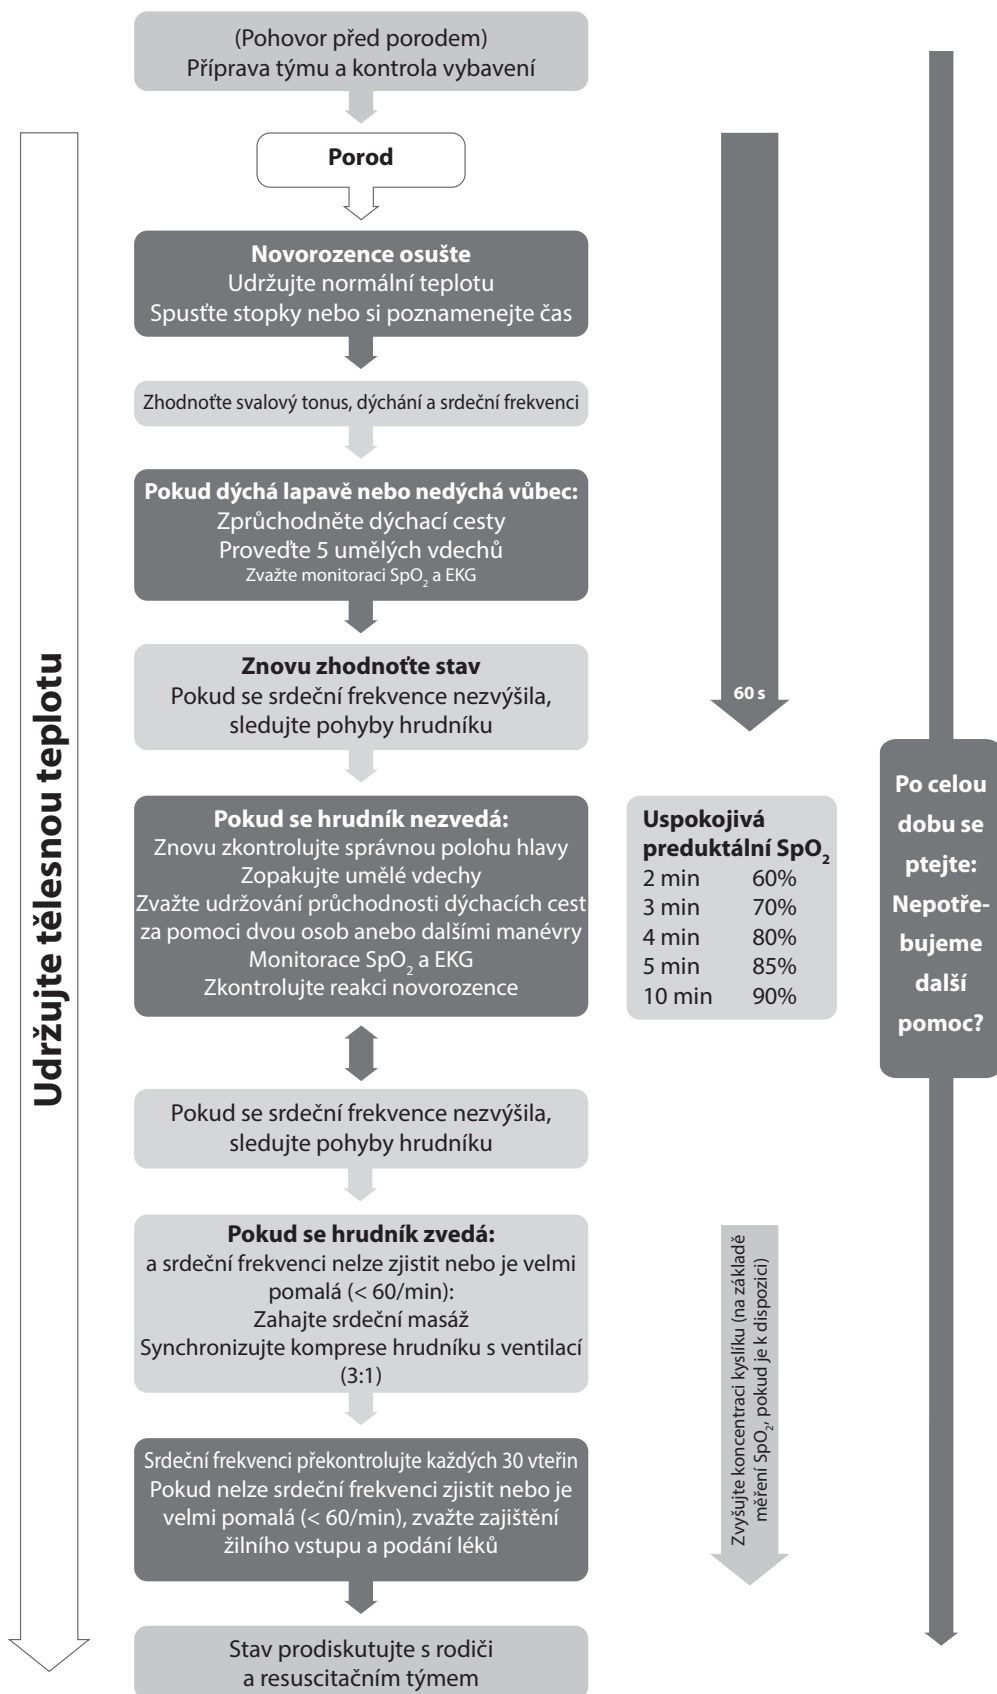 (Pohovor před porodem)
Příprava týmu a kontrola vybavení
Porod
Novorozence osušte
Udržujte normální teplotu
Spusťte stopky nebo si poznamenejte čas
Zhodnoťte svalový tonus, dýchání a srdeční frekvenci
Pokud dýchá lapavě nebo nedýchá vůbec:
Zprůchodněte dýchací cesty
Proveďte 5 umělých vdechů
Zvažte monitoraci SpO₂ a EKG
Znovu zhodnoťte stav
Pokud se srdeční frekvence nezvýšila,
sledujte pohyby hrudníku
Pokud se hrudník nezvedá:
Znovu zkontrolujte správnou polohu hlavy
Zopakujte umělé vdechy
Zvažte udržování průchodnosti dýchacích cest
za pomoci dvou osob anebo dalšími manévry
Monitorace SpO₂ a EKG
Zkontrolujte reakci novorozence
Pokud se srdeční frekvence nezvýšila,
sledujte pohyby hrudníku
Pokud se hrudník zvedá:
a srdeční frekvenci nelze zjistit nebo je velmi
pomalá (< 60/min):
Zahajte srdeční masáž
Synchronizujte komprese hrudníku s ventilací
(3:1)
Srdeční frekvenci překontrolujte každých 30 vteřin
Pokud nelze srdeční frekvenci zjistit nebo je
velmi pomalá (< 60/min), zvažte zajištění
žilního vstupu a podání léků
Stav prodiskutujte s rodiči
a resuscitačním týmem
Udržujte tělesnou teplotu
60 s
Uspokojivá
preduktální SpO₂
2 min 60%
3 min 70%
4 min 80%
5 min 85%
10 min 90%
Zvyšujte koncentraci kyslíku (na základě
měření SpO₂, pokud je k dispozici)
Po celou
dobu se
ptejte:
Nepotře-
bujeme
další
pomoc?